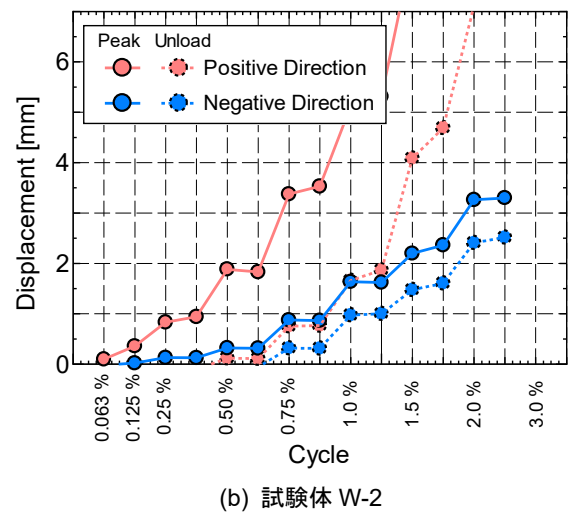 Peak Unload
Positive Direction
Negative Direction
Displacement [mm]
6
4
2
0
0.063 %
0.125 %
0.25 %
0.50 %
0.75 %
1.0 %
1.5 %
2.0 %
3.0 %
Cycle
(b) 試験体 W-2